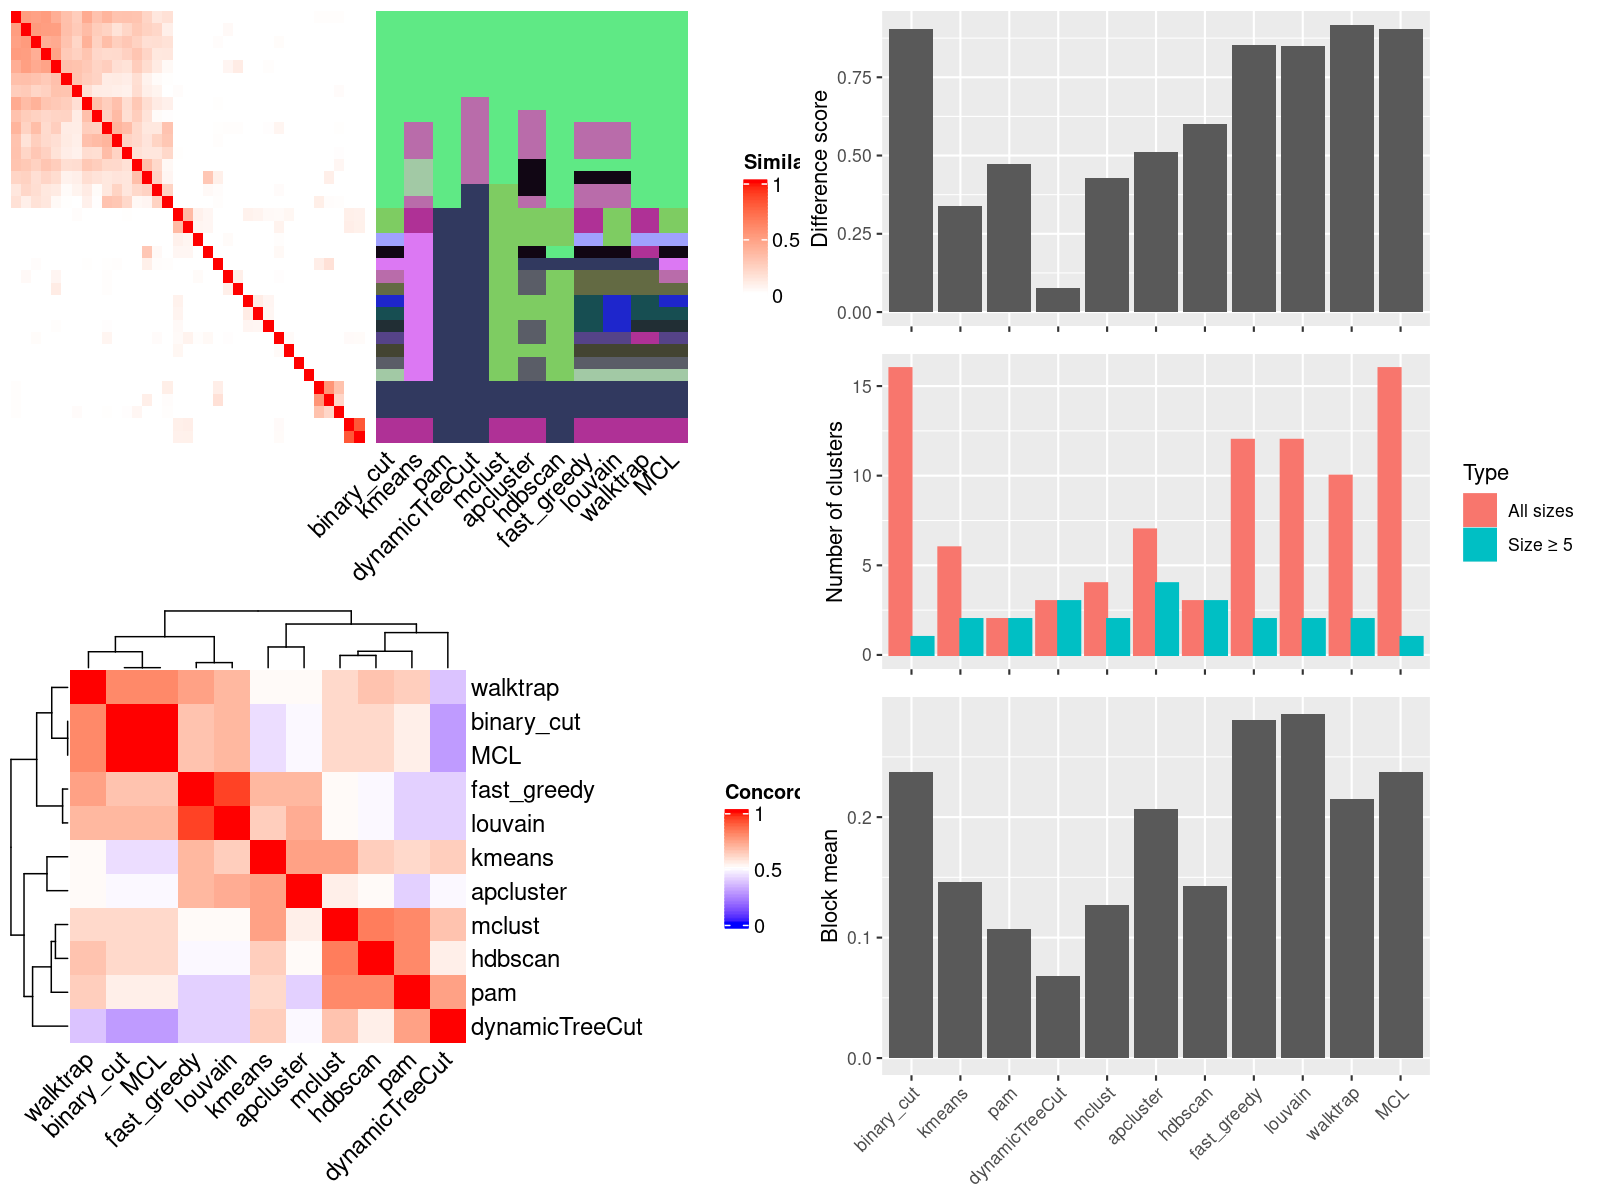 Simila
1
0.5
0
binary_cut
kmeans
pam
dynamicTreeCut
mclust
apcluster
hdbscan
fast_greedy
louvain
walktrap
MCL
walktrap
binary_cut
MCL
fast_greedy
louvain
kmeans
apcluster
mclust
hdbscan
pam
dynamicTreeCut
Concord
1
0.5
0
walktrap
binary_cut
MCL
fast_greedy
louvain
kmeans
apcluster
mclust
hdbscan
pam
dynamicTreeCut
Difference score
0.75
0.50
0.25
0.00
Number of clusters
15
10
5
0
Type
All sizes
Size ≥ 5
Block mean
0.2
0.1
0.0
binary_cut
kmeans
pam
dynamicTreeCut
mclust
apcluster
hdbscan
fast_greedy
louvain
walktrap
MCL